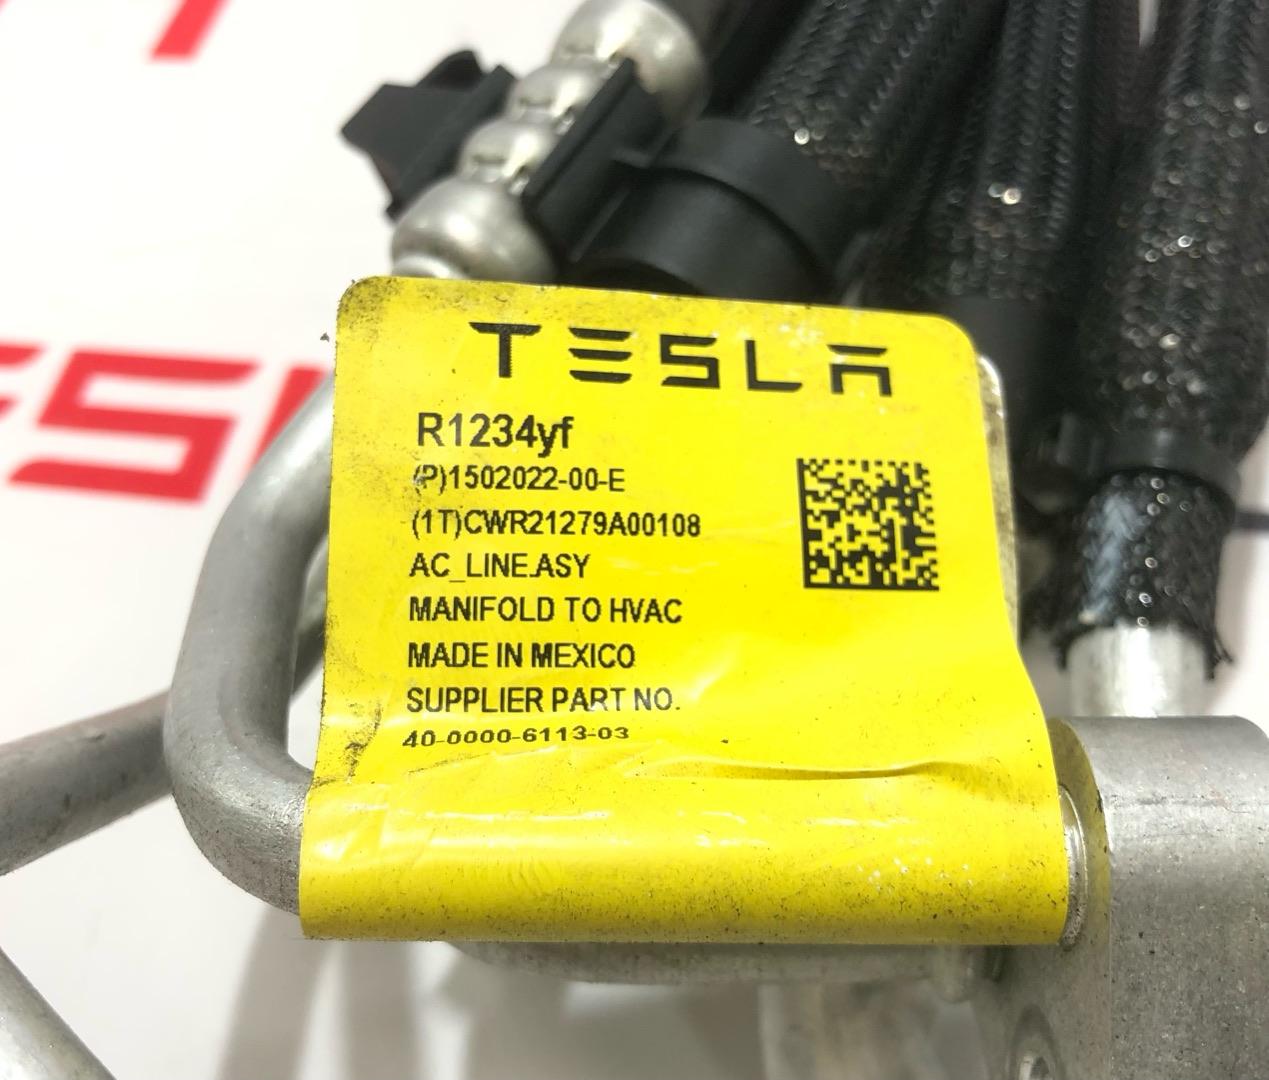 TESLA
R1234yf
(P)1502022-00-E
(1T)CWR21279A00108
AC_LINE.ASY
MANIFOLD TO HVAC
MADE IN MEXICO
SUPPLIER PART NO.
40-0000-6113-03